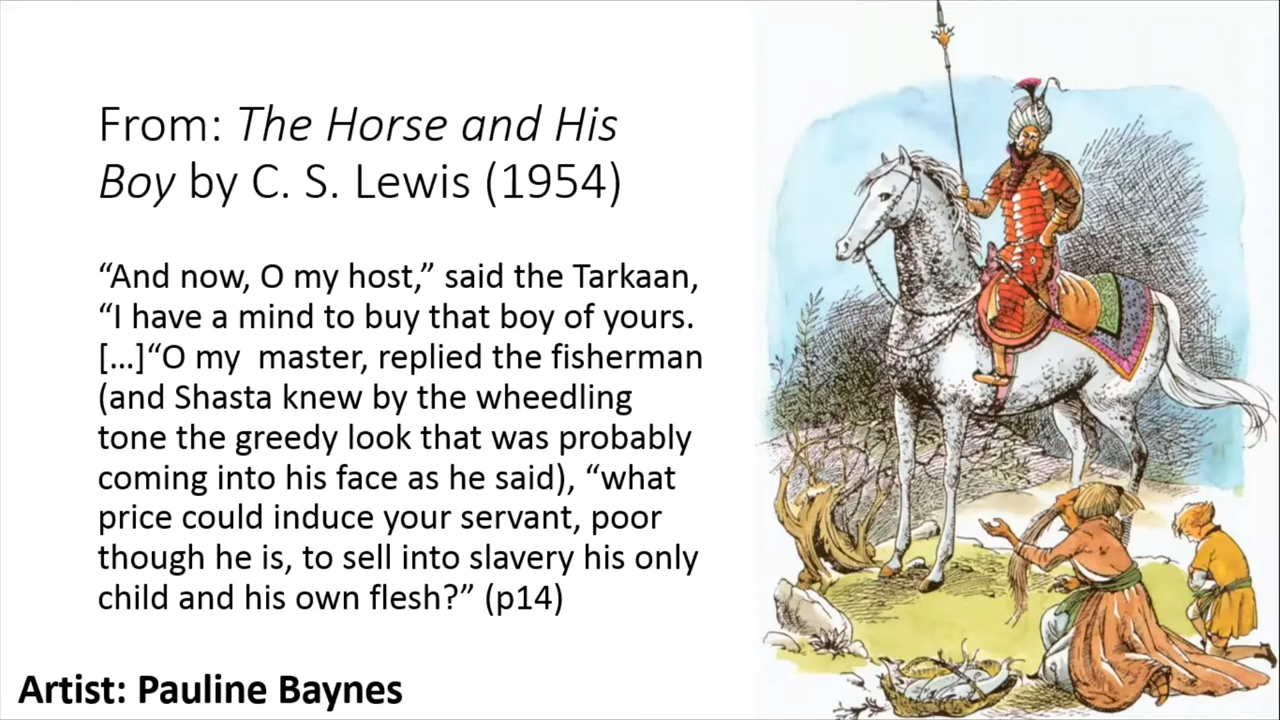 From: The Horse and His
Boy by C. S. Lewis (1954)
“And now, O my host,” said the Tarkaan,
“I have a mind to buy that boy of yours.
[…]“O my  master, replied the fisherman
(and Shasta knew by the wheedling
tone the greedy look that was probably
coming into his face as he said), “what
price could induce your servant, poor
though he is, to sell into slavery his only
child and his own flesh?” (p14)
Artist: Pauline Baynes